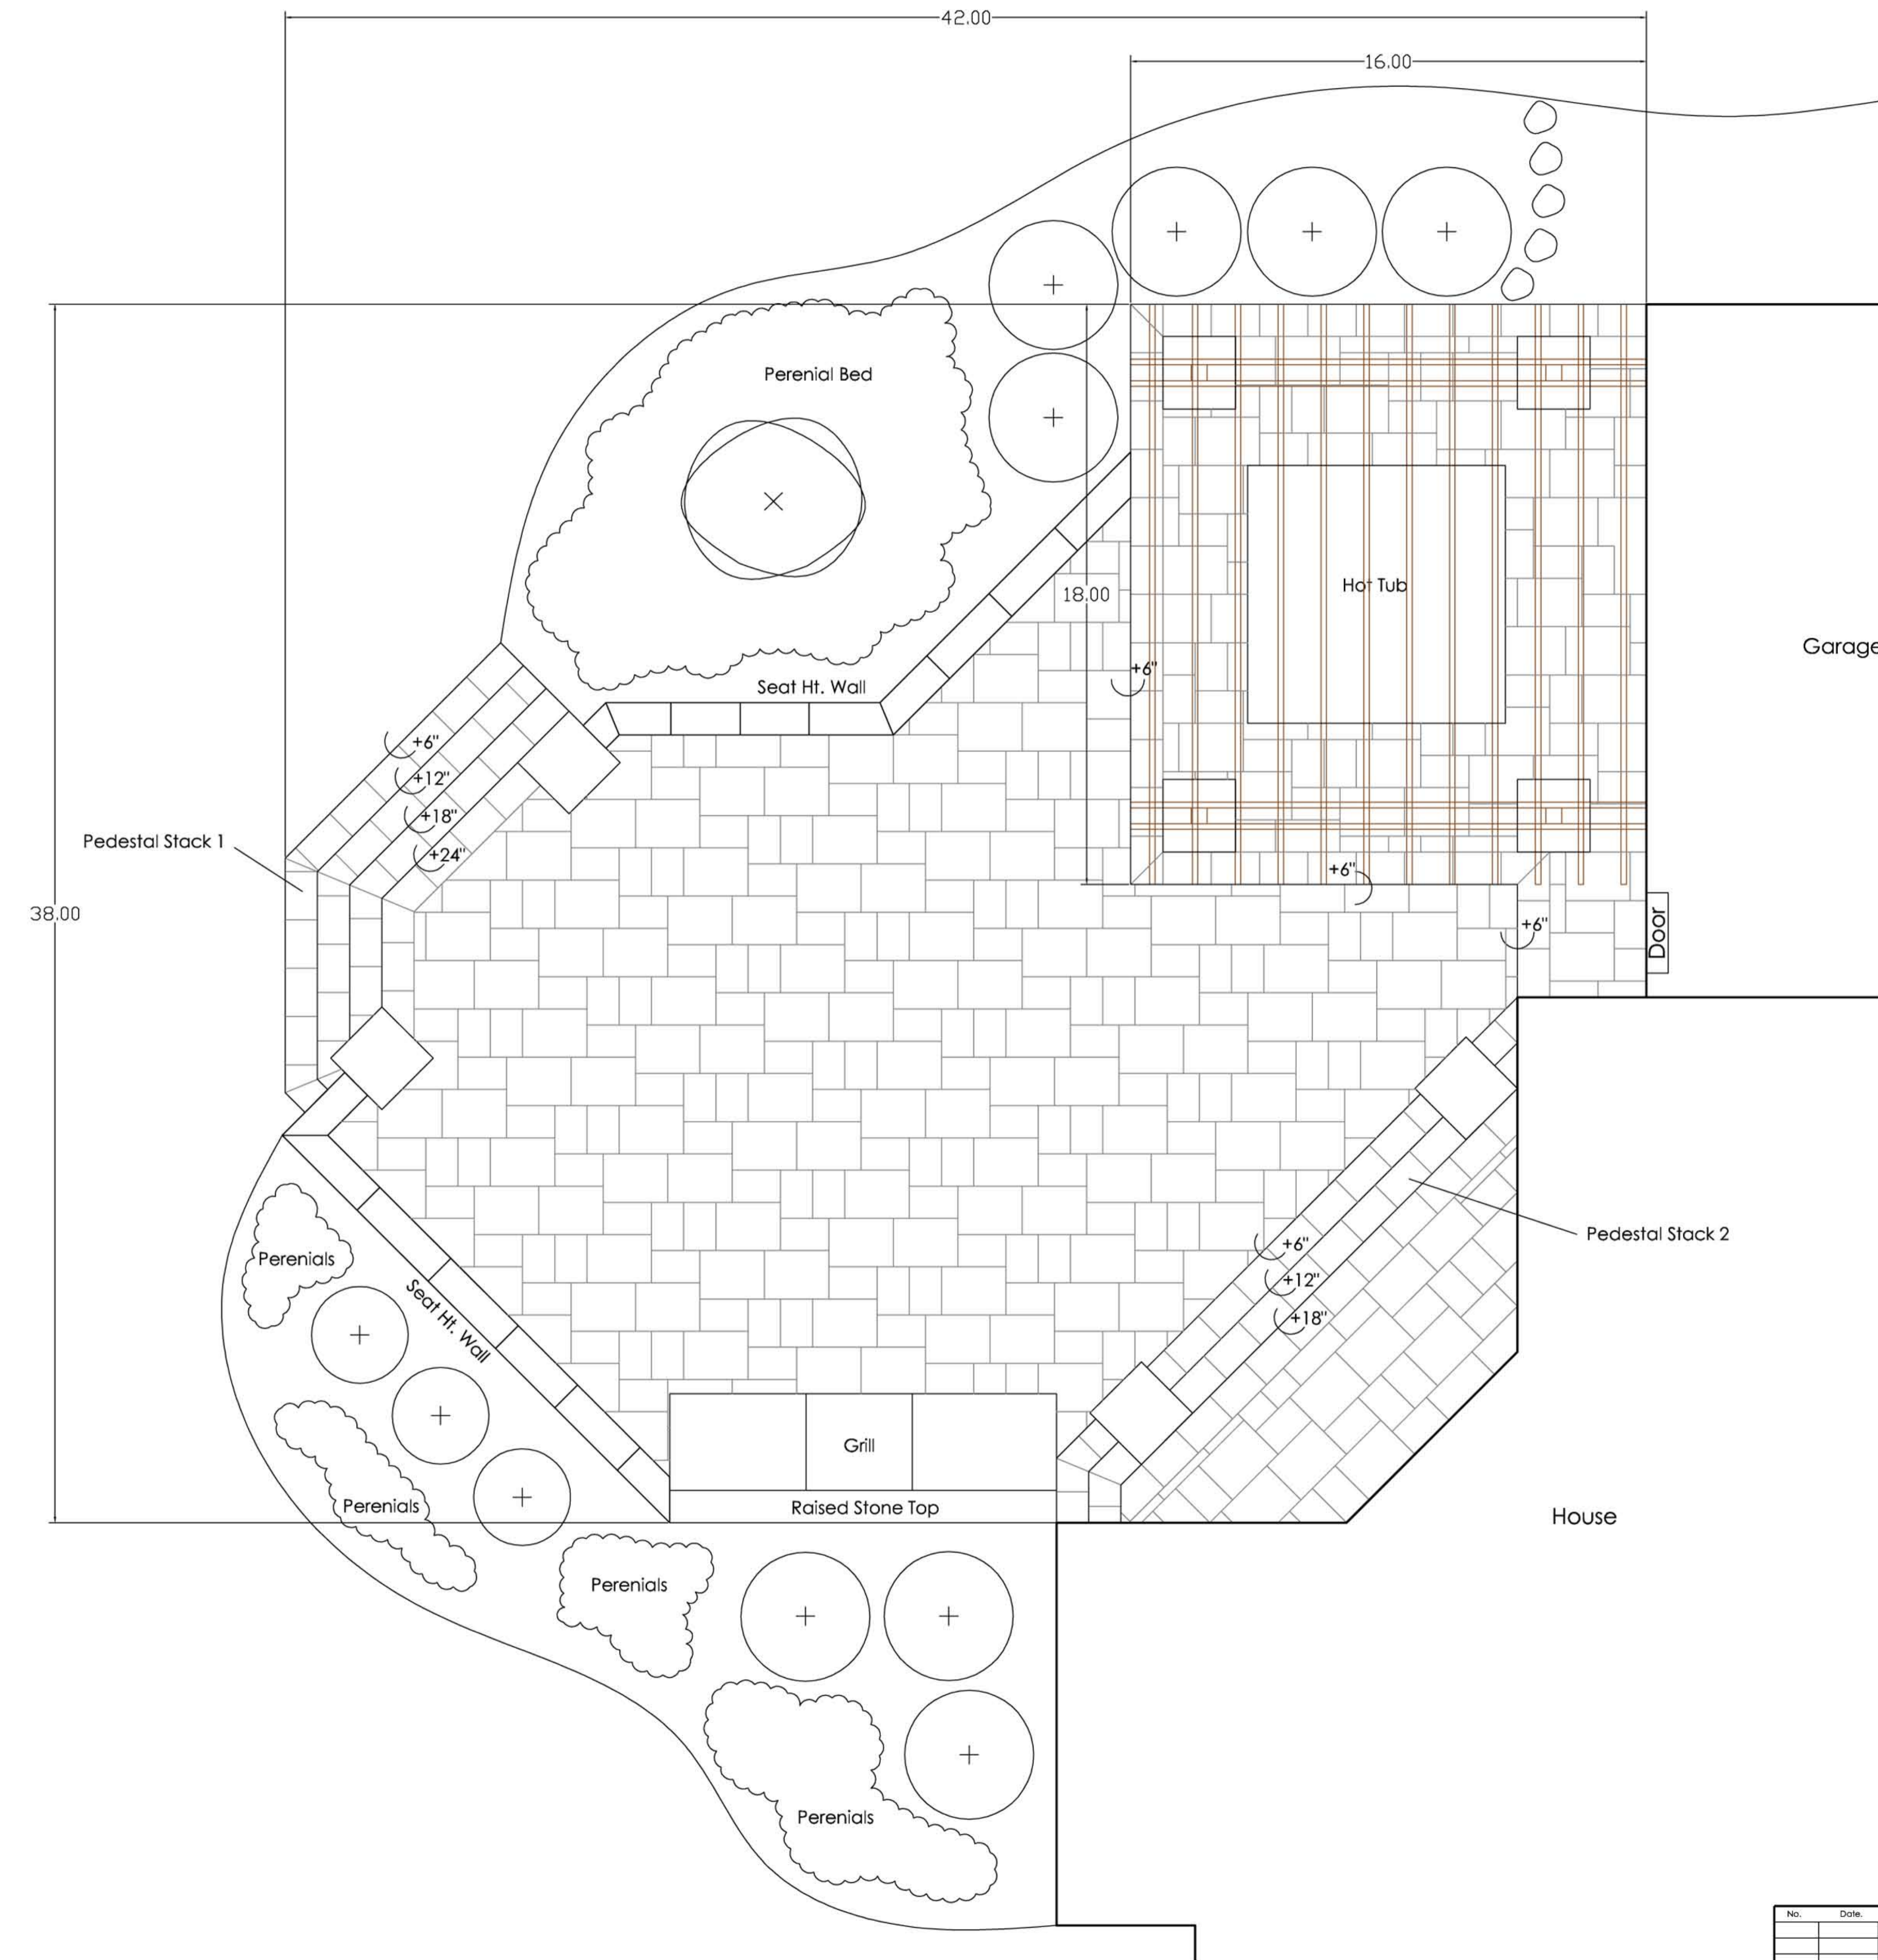 42.00
16.00
Perenial Bed
Hot Tub
18.00
Garage
+6"
Seat Ht. Wall
+6"
+12"
+18"
+24"
Pedestal Stack 1
+6"
38.00
+6"
Door
Pedestal Stack 2
+6"
+12"
+18"
Perenials
Seat Ht. Wall
Grill
Perenials
Raised Stone Top
House
Perenials
Perenials
No. Date.